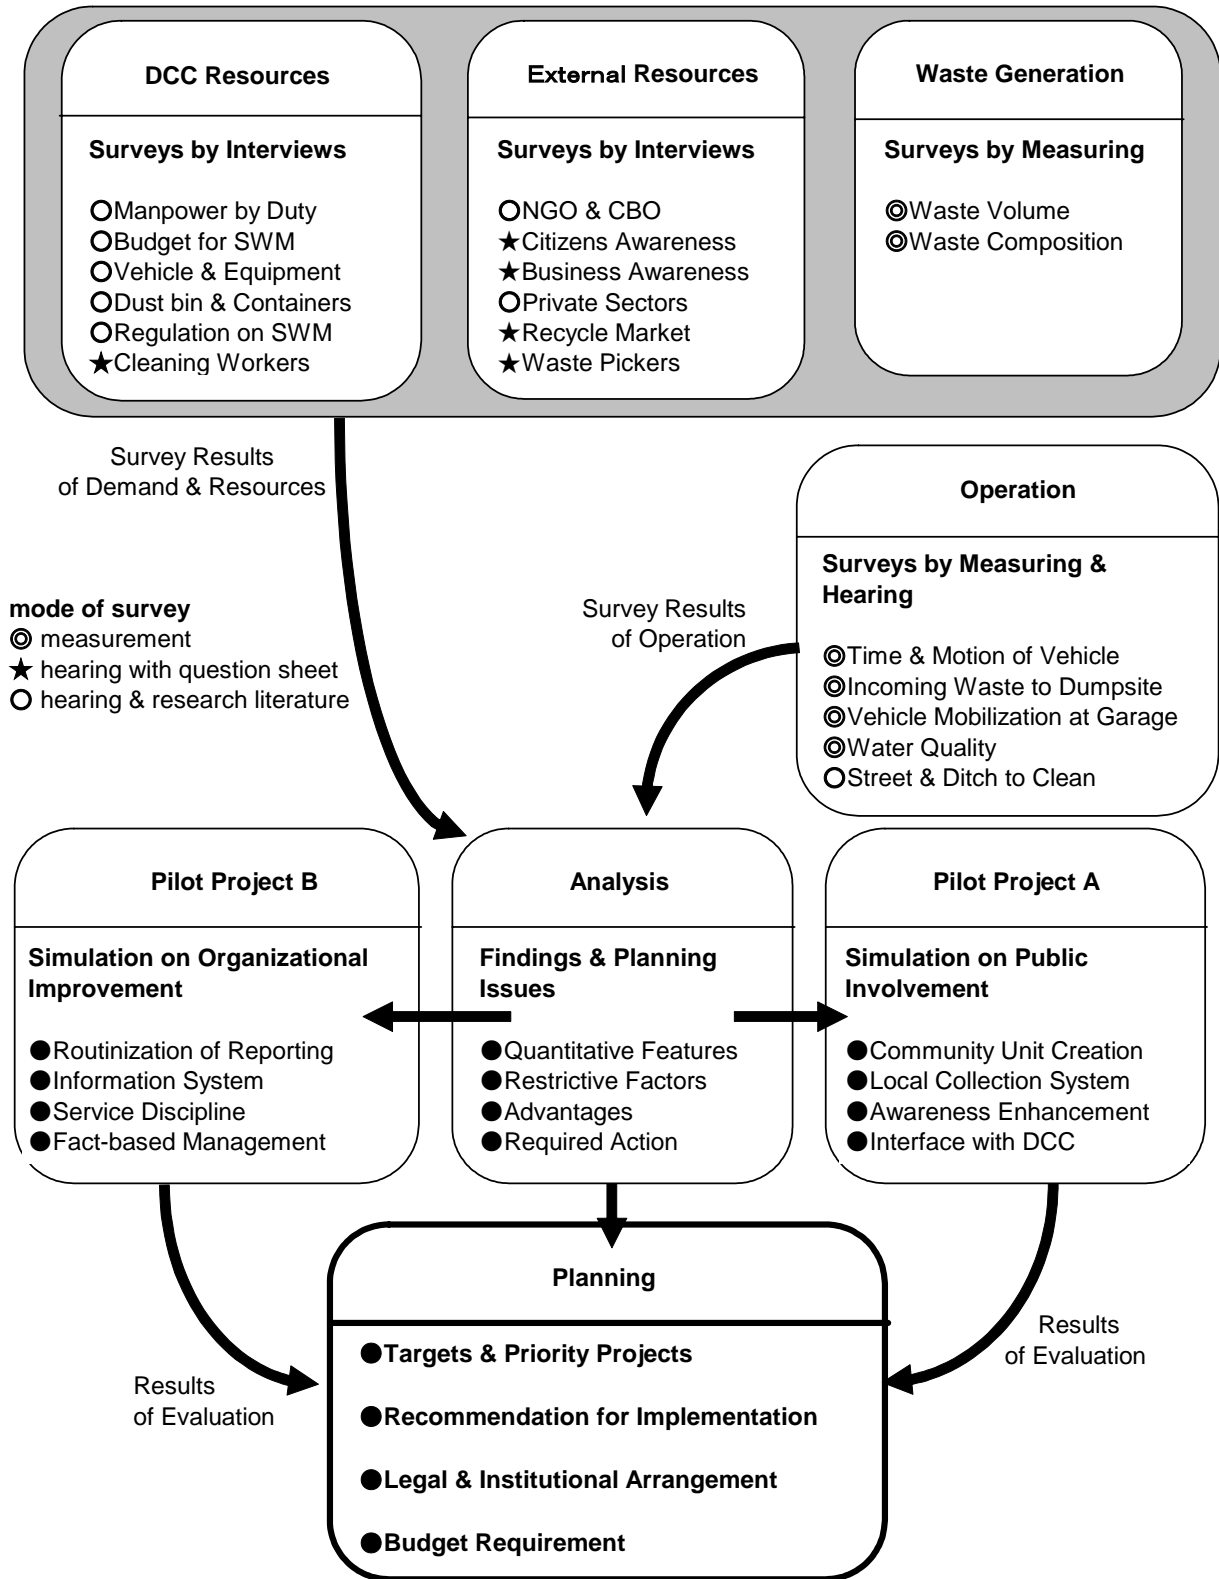 DCC Resources
Surveys by Interviews
○Manpower by Duty
○Budget for SWM
○Vehicle & Equipment
○Dust bin & Containers
○Regulation on SWM
★Cleaning Workers
External Resources
Surveys by Interviews
○NGO & CBO
★Citizens Awareness
★Business Awareness
○Private Sectors
★Recycle Market
★Waste Pickers
Waste Generation
Surveys by Measuring
◎Waste Volume
◎Waste Composition
Survey Results
of Demand & Resources
Operation
Surveys by Measuring &
Hearing
◎Time & Motion of Vehicle
◎Incoming Waste to Dumpsite
◎Vehicle Mobilization at Garage
◎Water Quality
○Street & Ditch to Clean
Survey Results
of Operation
mode of survey
◎ measurement
★ hearing with question sheet
○ hearing & research literature
Pilot Project B
Simulation on Organizational
Improvement
●Routinization of Reporting
●Information System
●Service Discipline
●Fact-based Management
Analysis
Findings & Planning
Issues
●Quantitative Features
●Restrictive Factors
●Advantages
●Required Action
Pilot Project A
Simulation on Public
Involvement
●Community Unit Creation
●Local Collection System
●Awareness Enhancement
●Interface with DCC
Planning
●Targets & Priority Projects
●Recommendation for Implementation
●Legal & Institutional Arrangement
●Budget Requirement
Results
of Evaluation
Results
of Evaluation